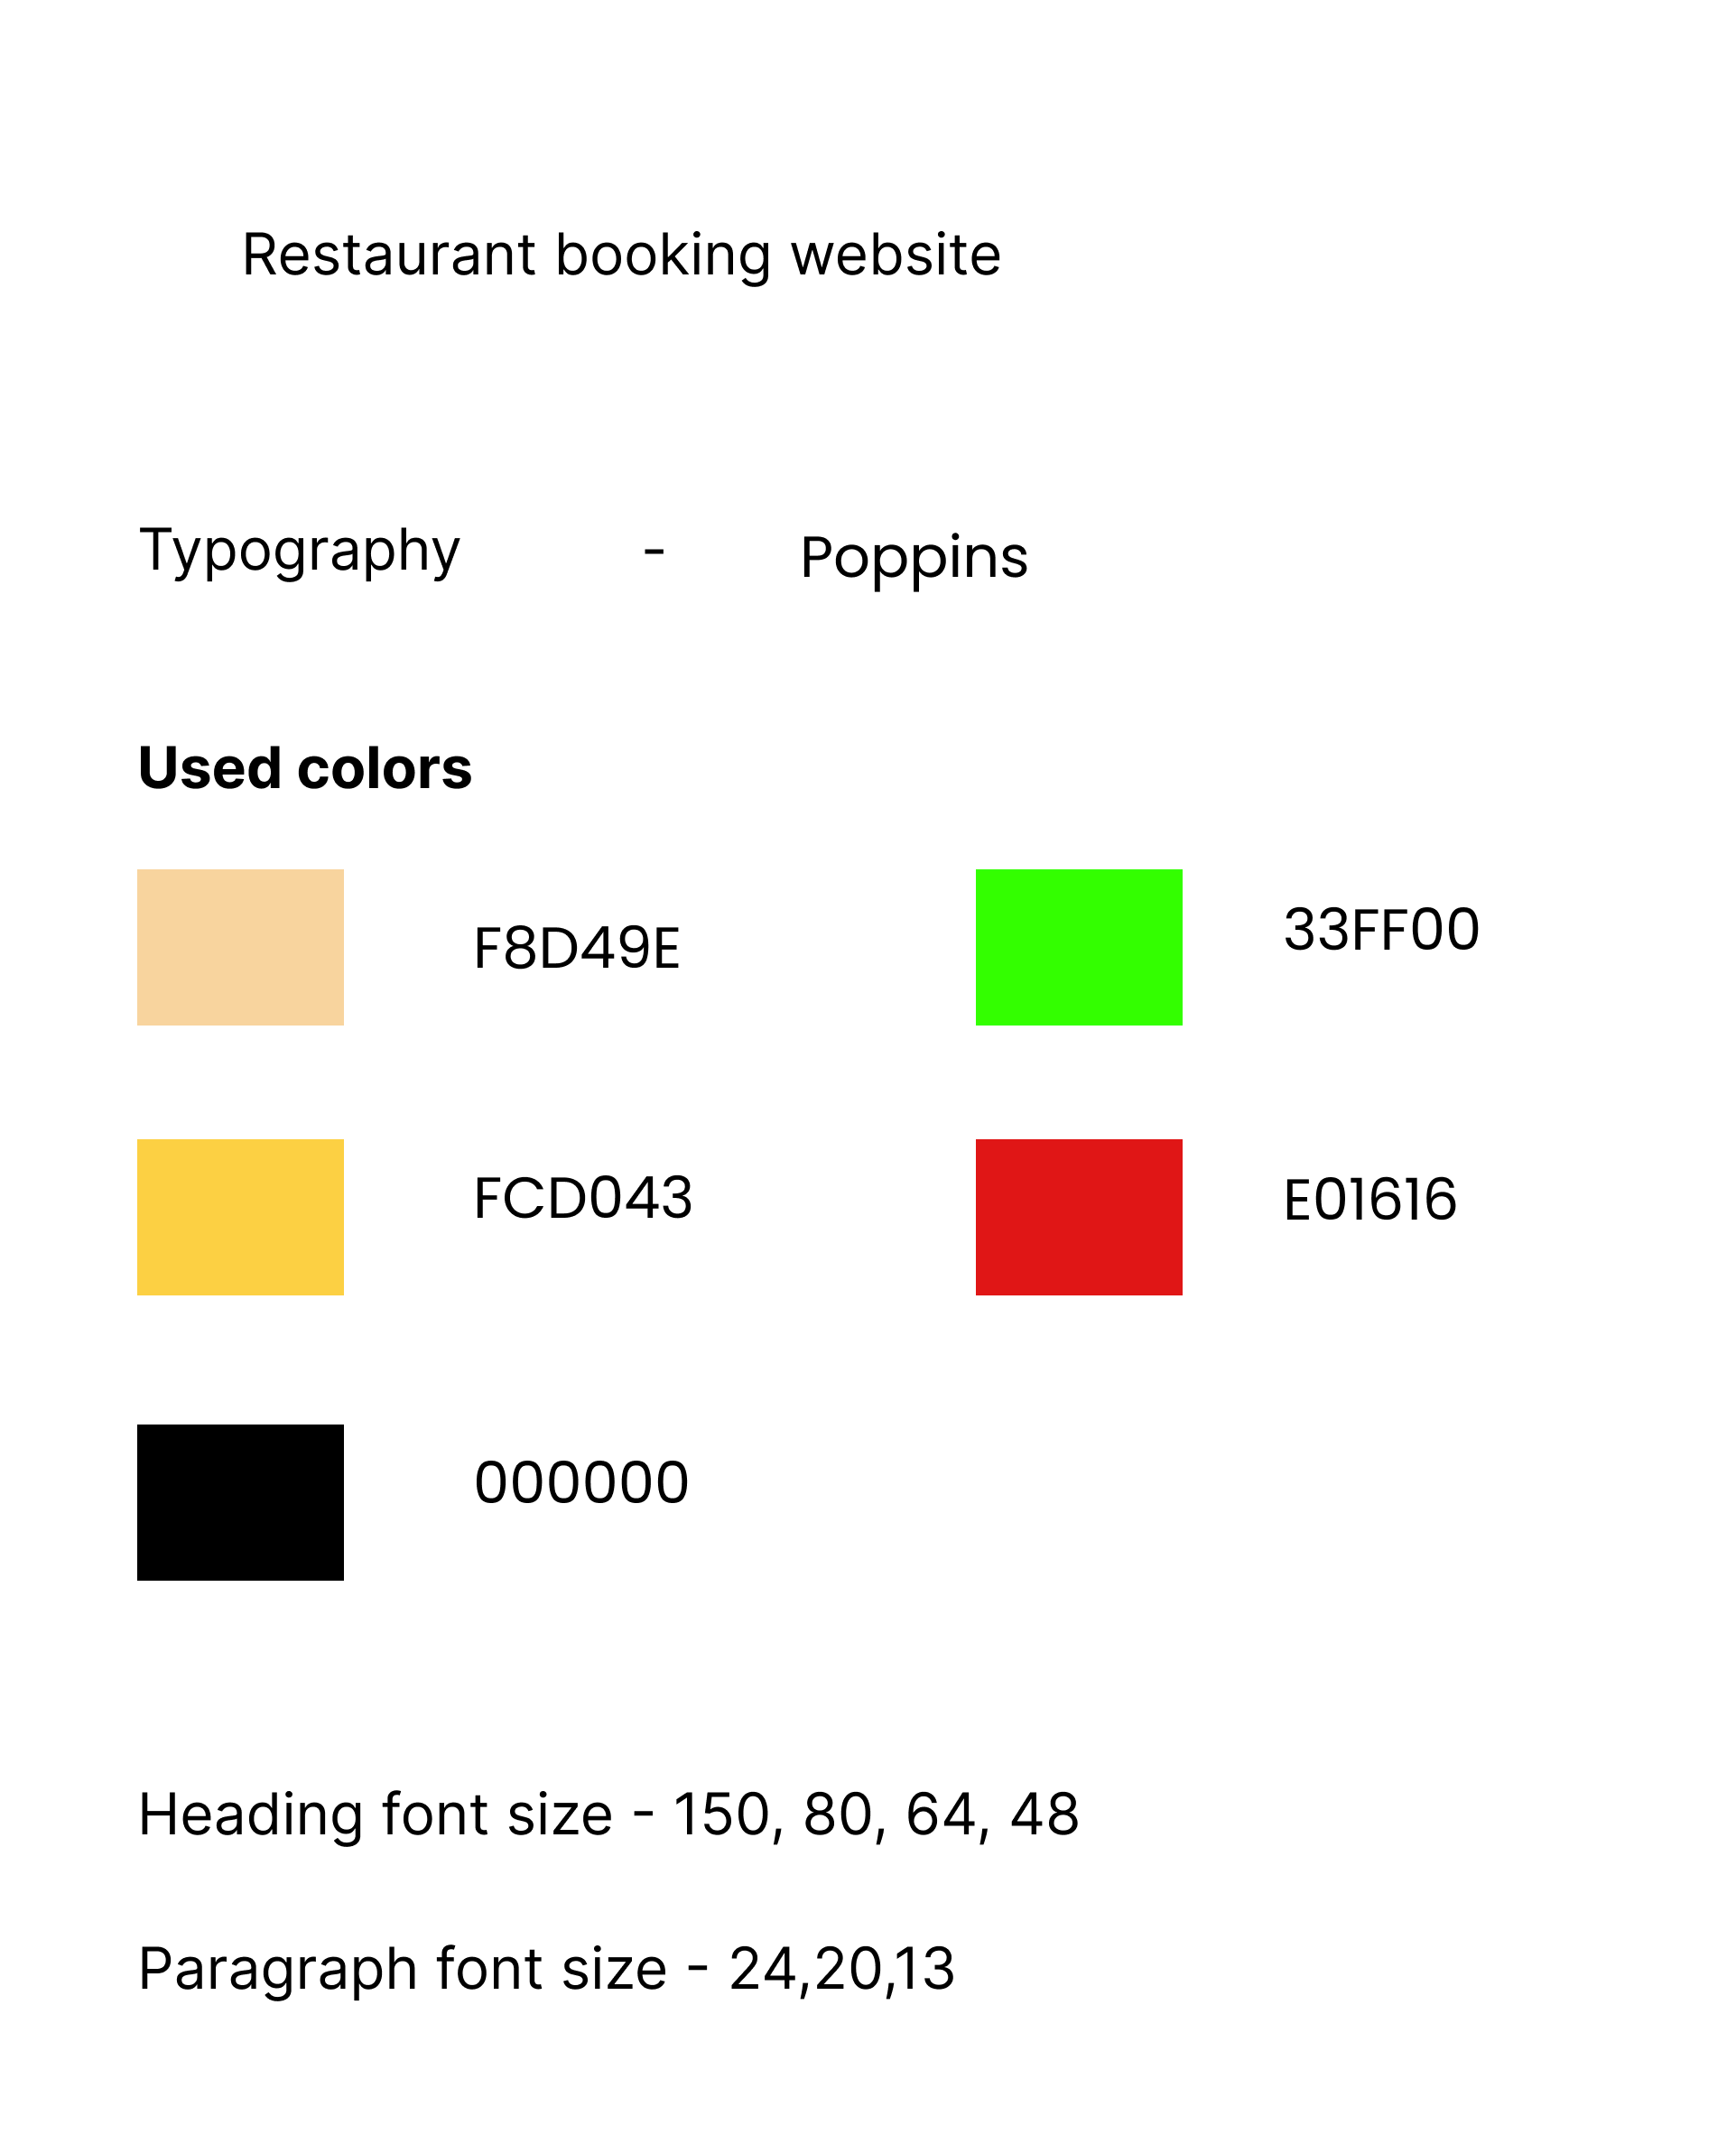 Restaurant booking website
Typography - Poppins
Used colors
F8D49E 33FF00
FCD043 E01616
000000
Heading font size - 150, 80, 64, 48
Paragraph font size - 24,20,13